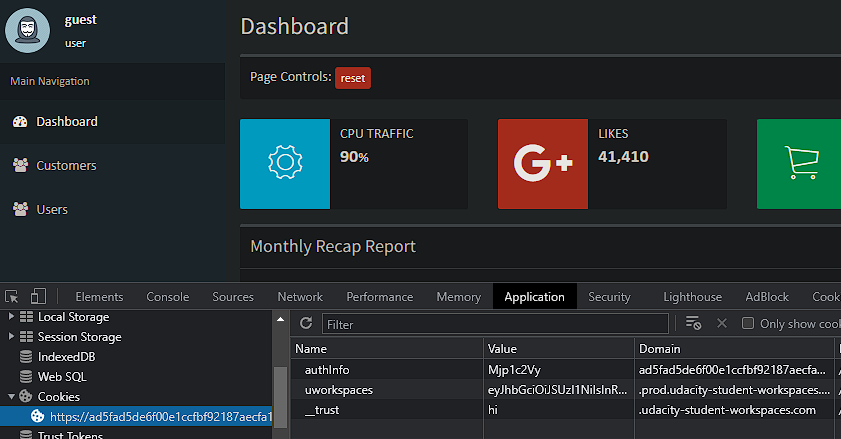 guest
user
Main Navigation
Dashboard
Customers
Users
Dashboard
Page Controls: reset
CPU TRAFFIC
90%
G+
LIKES
41,410
Monthly Recap Report
Elements Console Sources Network Performance Memory Application Security Lighthouse AdBlock Cook
Local Storage
Session Storage
IndexedDB
Web SQL
Cookies
https://ad5fad5de6f00e1ccfbf92187aecfa1
Trust Tokens
Filter
Only show cook
Name Value Domain
authInfo Mjp1c2Vy ad5fad5de6f00e1ccfbf92187aecfa...
uworkspaces eyJhbGciOiJSUzI1NiIsInR... .prod.udacity-student-workspaces....
__trust hi .udacity-student-workspaces.com